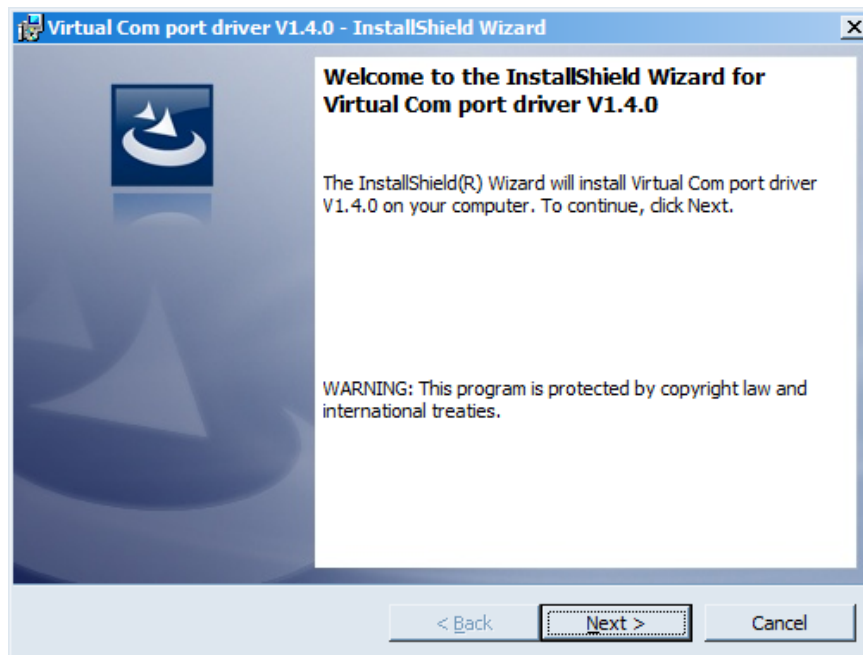 Virtual Com port driver V1.4.0 - InstallShield Wizard
Welcome to the InstallShield Wizard for
Virtual Com port driver V1.4.0
The InstallShield(R) Wizard will install Virtual Com port driver
V1.4.0 on your computer. To continue, click Next.
WARNING: This program is protected by copyright law and
international treaties.
< Back
Next >
Cancel